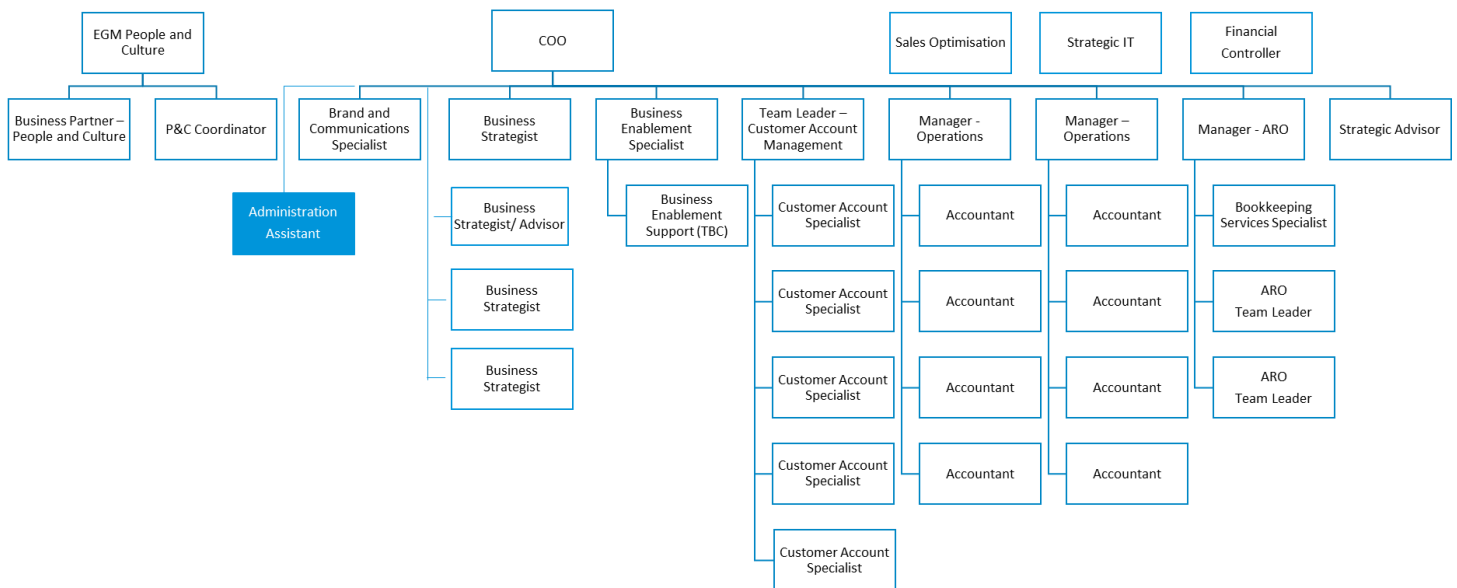 EGM People and
Culture
COO
Sales Optimisation
Strategic IT
Financial
Controller
Business Partner –
People and Culture
P&C Coordinator
Brand and
Communications
Specialist
Business
Strategist
Business
Enablement
Specialist
Team Leader –
Customer Account
Management
Manager -
Operations
Manager –
Operations
Manager - ARO
Strategic Advisor
Administration
Assistant
Business
Strategist/ Advisor
Business
Enablement
Support (TBC)
Customer Account
Specialist
Accountant
Accountant
Bookkeeping
Services Specialist
Business
Strategist
Customer Account
Specialist
Accountant
Accountant
ARO
Team Leader
Business
Strategist
Customer Account
Specialist
Accountant
Accountant
ARO
Team Leader
Customer Account
Specialist
Accountant
Accountant
Customer Account
Specialist